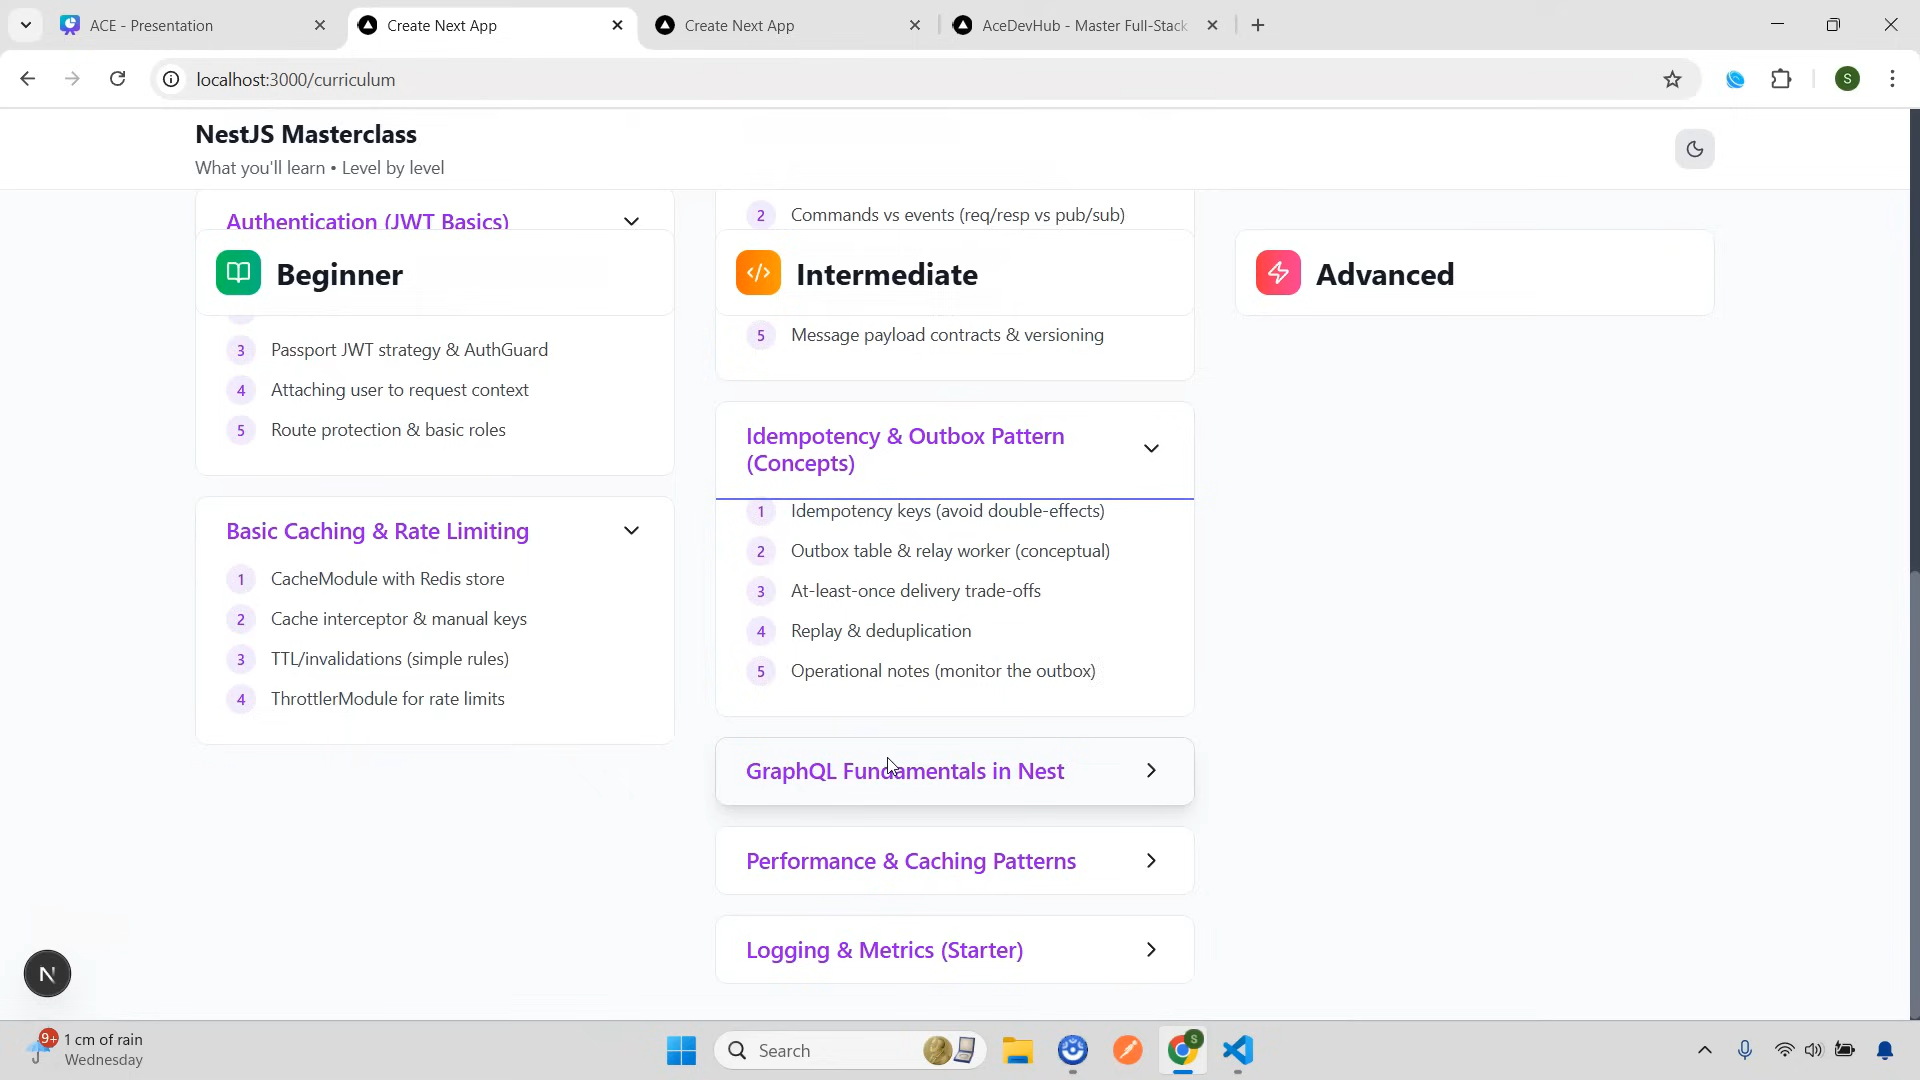 ACE - Presentation
Create Next App
Create Next App
AceDevHub - Master Full-Stack
localhost:3000/curriculum
S
NestJS Masterclass
What you'll learn • Level by level
Authentication (JWT Basics)
Beginner
3 Passport JWT strategy & AuthGuard
4 Attaching user to request context
5 Route protection & basic roles
Basic Caching & Rate Limiting
1 CacheModule with Redis store
2 Cache interceptor & manual keys
3 TTL/invalidations (simple rules)
4 ThrottlerModule for rate limits
2 Commands vs events (req/resp vs pub/sub)
Intermediate
5 Message payload contracts & versioning
Idempotency & Outbox Pattern
(Concepts)
1 Idempotency keys (avoid double-effects)
2 Outbox table & relay worker (conceptual)
3 At-least-once delivery trade-offs
4 Replay & deduplication
5 Operational notes (monitor the outbox)
GraphQL Fundamentals in Nest
Performance & Caching Patterns
Logging & Metrics (Starter)
Advanced
N
9+
1 cm of rain
Wednesday
Search
S